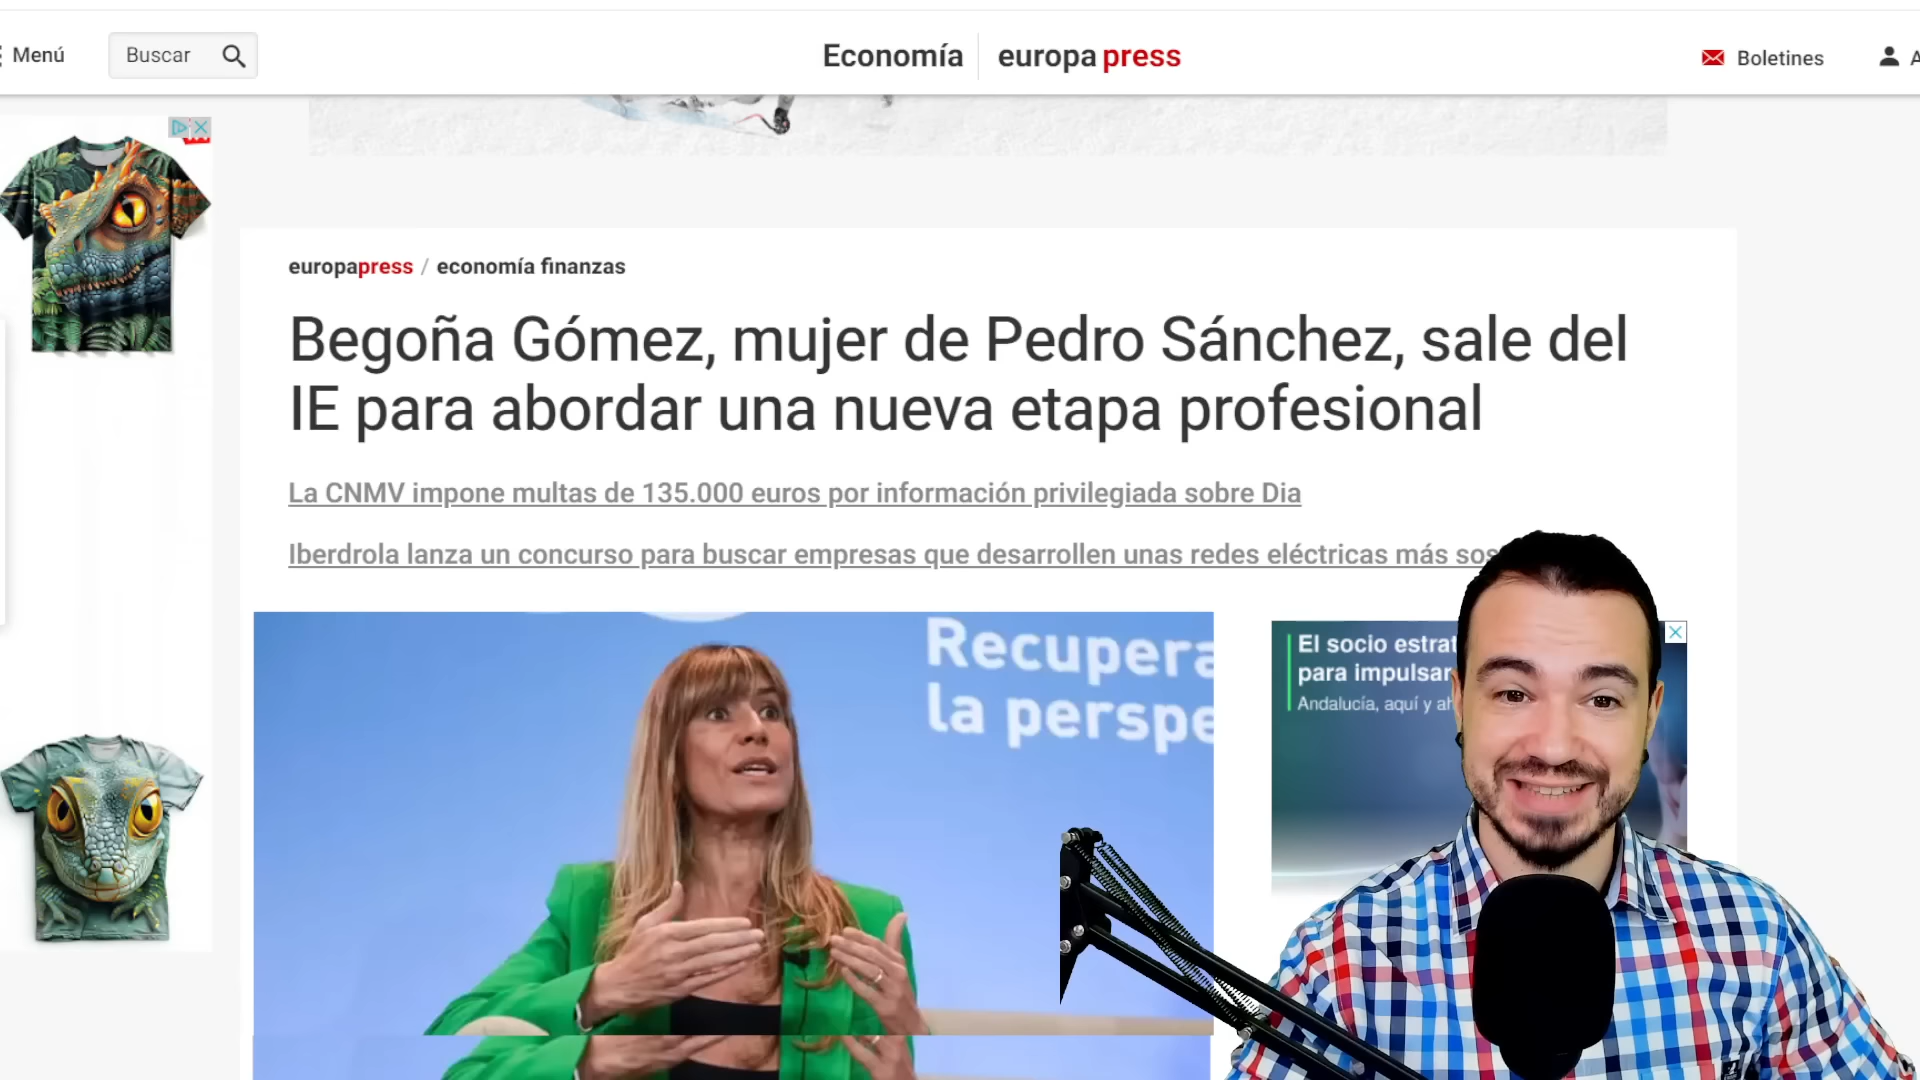 Menú
Buscar
Economía
europa press
Boletines
europapress / economía finanzas
Begoña Gómez, mujer de Pedro Sánchez, sale del
IE para abordar una nueva etapa profesional
La CNMV impone multas de 135.000 euros por información privilegiada sobre Dia
Iberdrola lanza un concurso para buscar empresas que desarrollen unas redes eléctricas más
Recupera
la perspe
El socio
para impulsar
Andalucía, aquí y